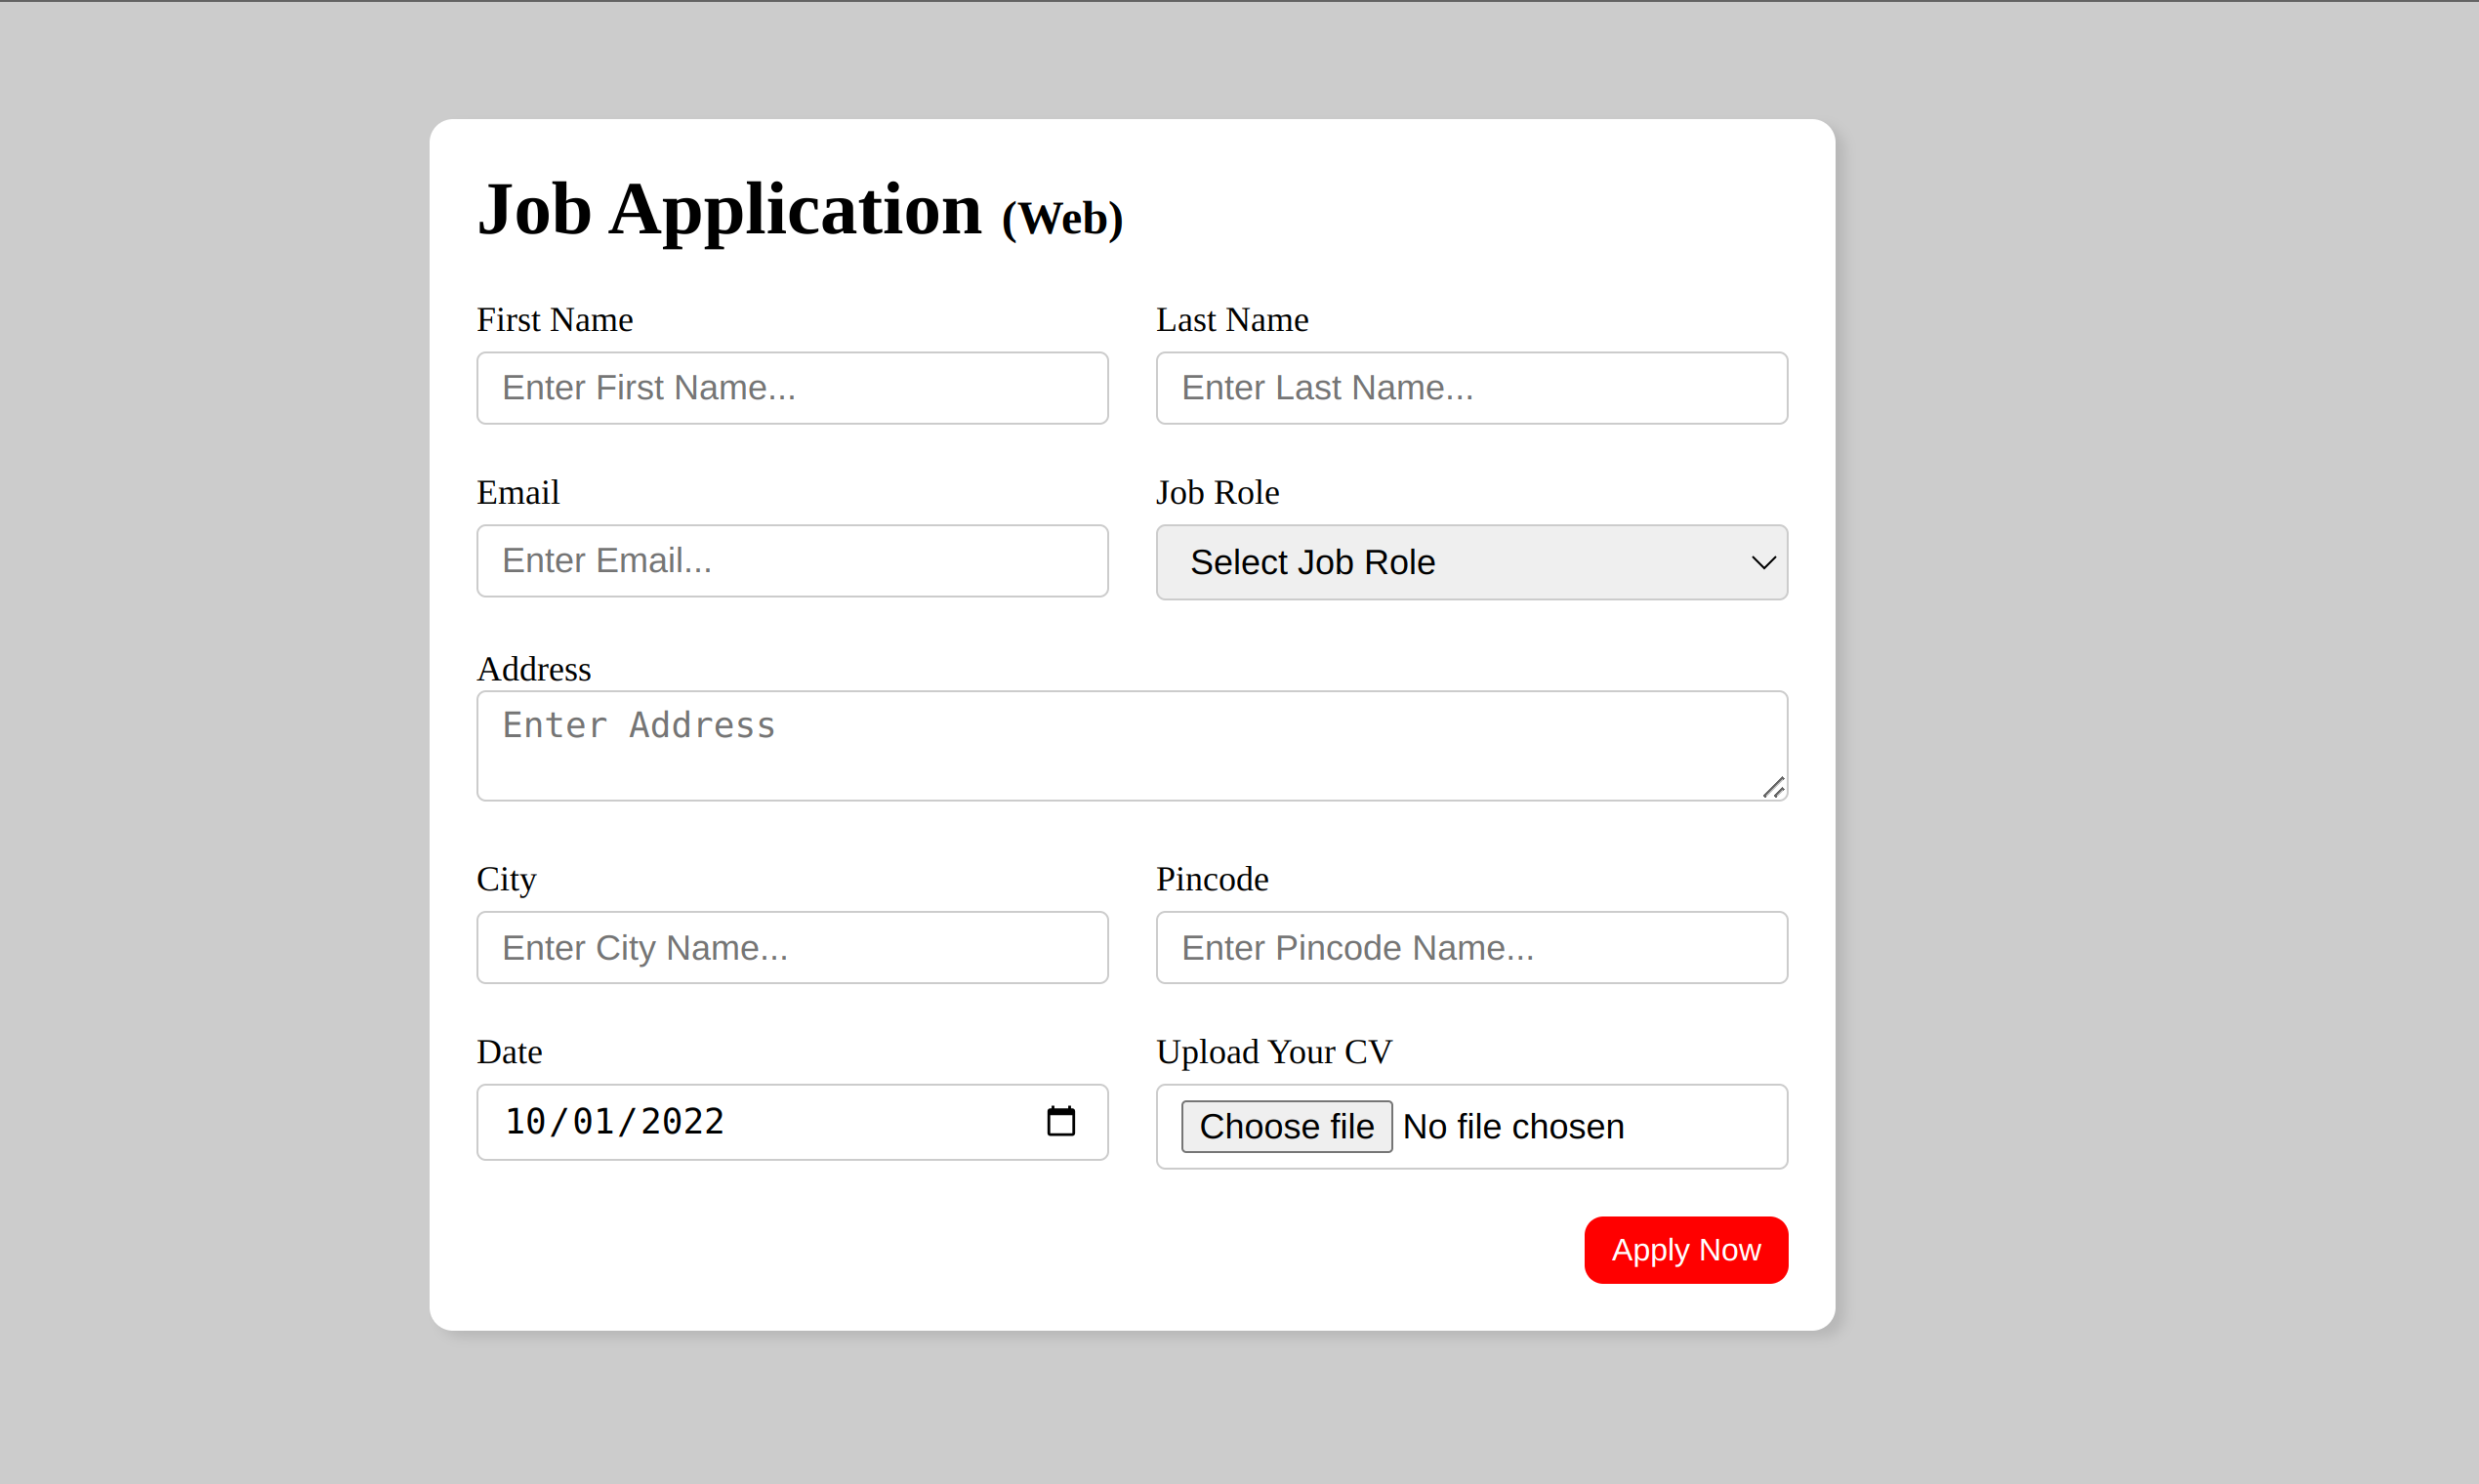 Job Application (Web)
First Name
Last Name
Enter First Name...
Enter Last Name...
Email
Job Role
Enter Email...
Select Job Role
Address
Enter Address
City
Pincode
Enter City Name...
Enter Pincode Name...
Date
Upload Your CV
10/01/2022
Choose file No file chosen
Apply Now